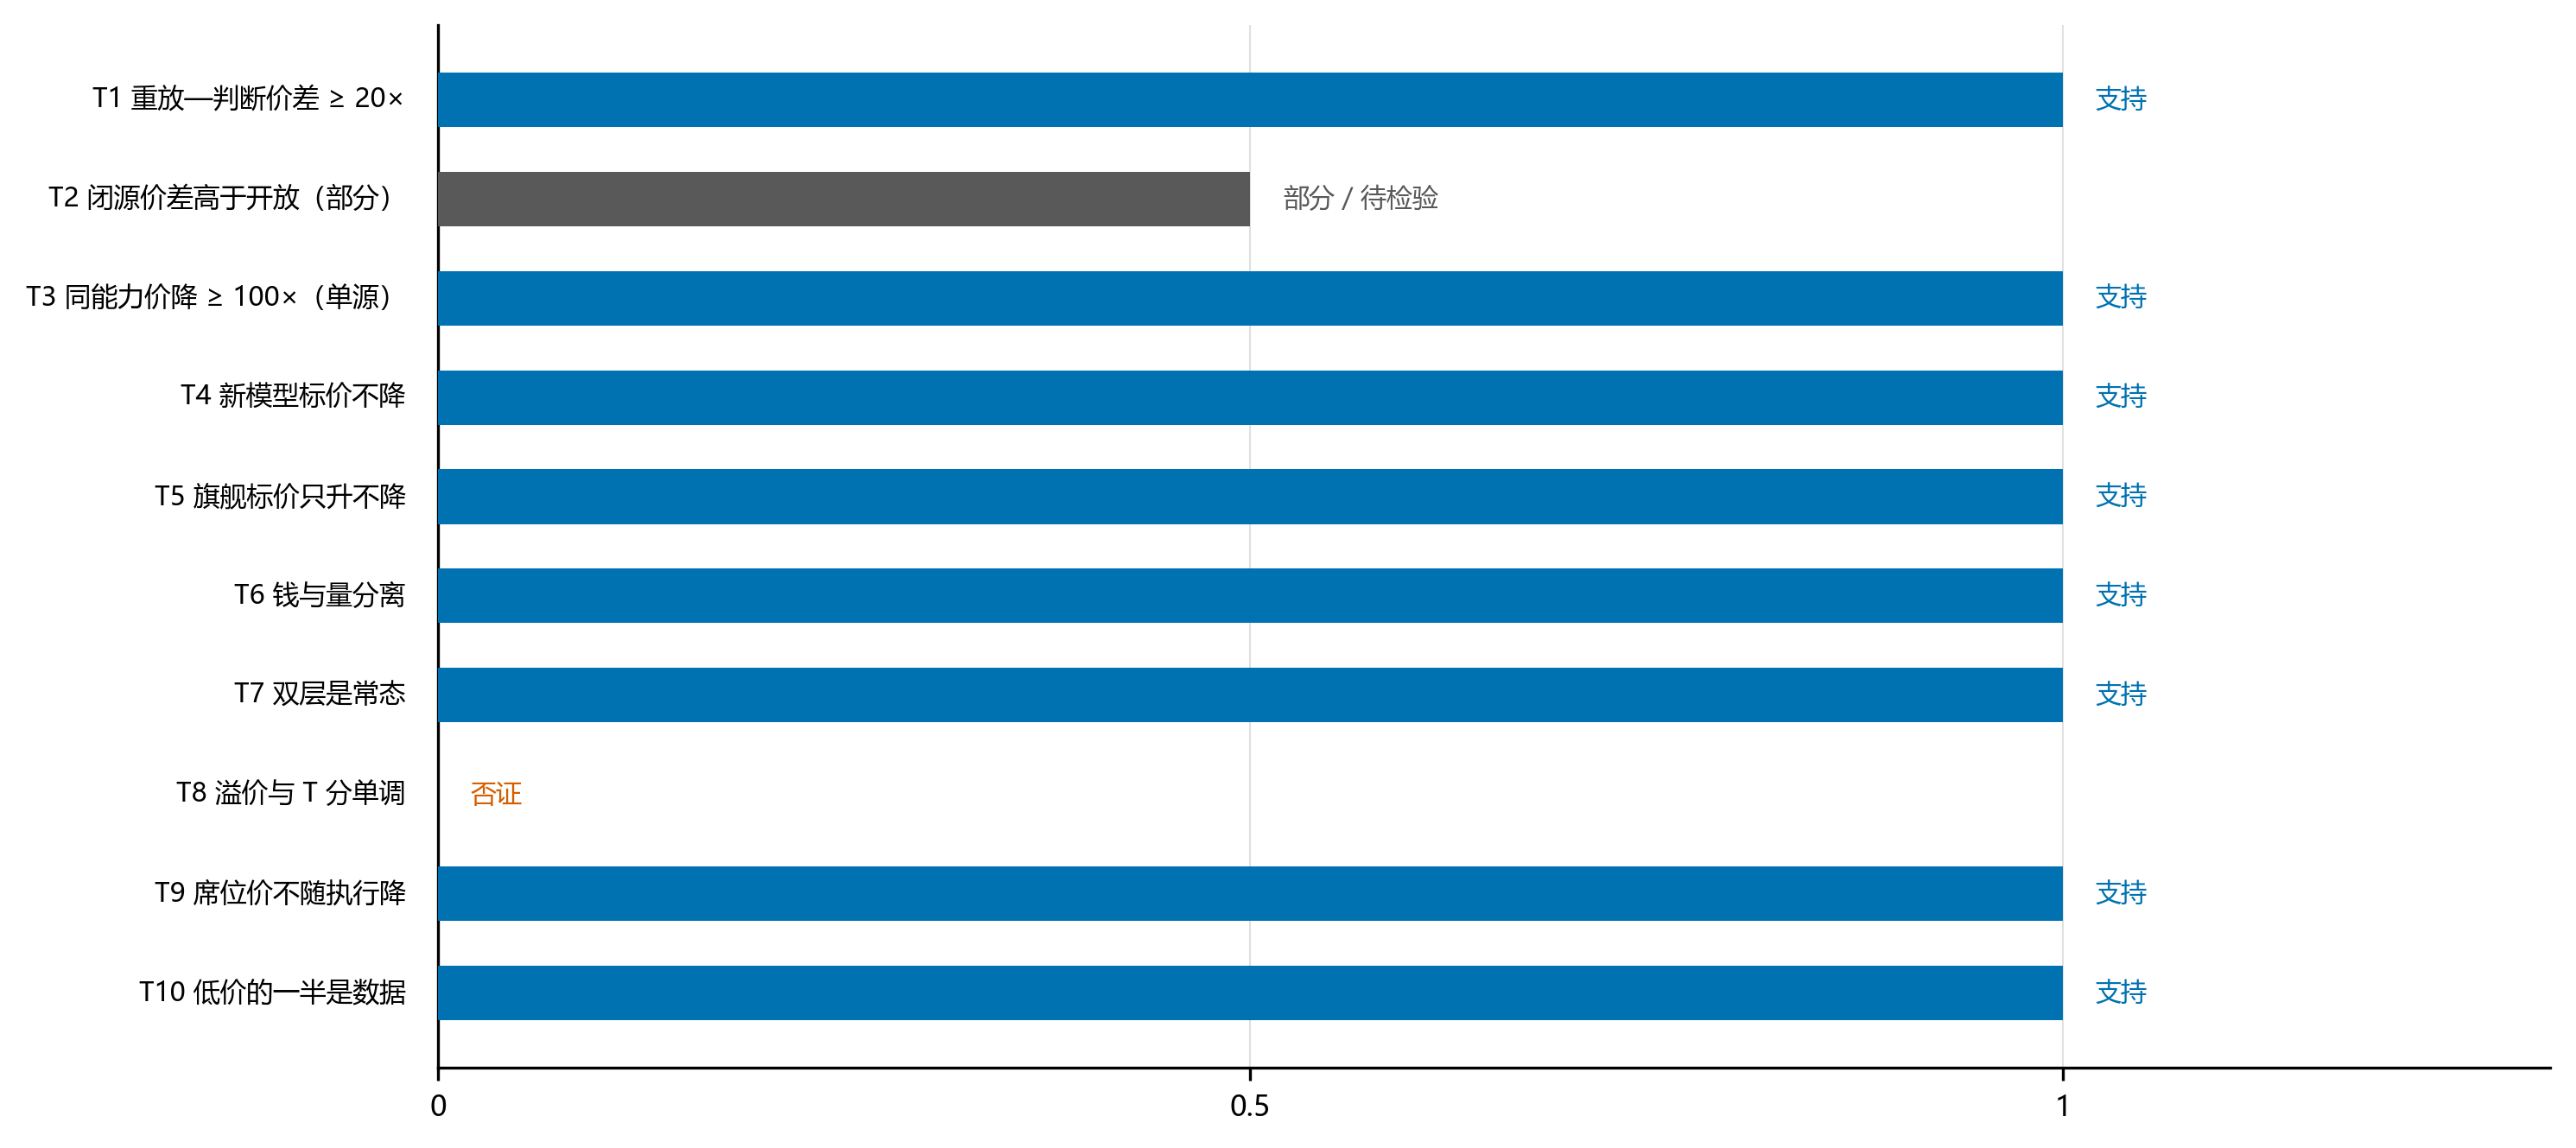 T1 重放—判断价差 ≥ 20× 支持
T2 闭源价差高于开放（部分） 部分 / 待检验
T3 同能力价降 ≥ 100×（单源） 支持
T4 新模型标价不降 支持
T5 旗舰标价只升不降 支持
T6 钱与量分离 支持
T7 双层是常态 支持
T8 溢价与 T 分单调 否证
T9 席位价不随执行降 支持
T10 低价的一半是数据 支持
0 0.5 1